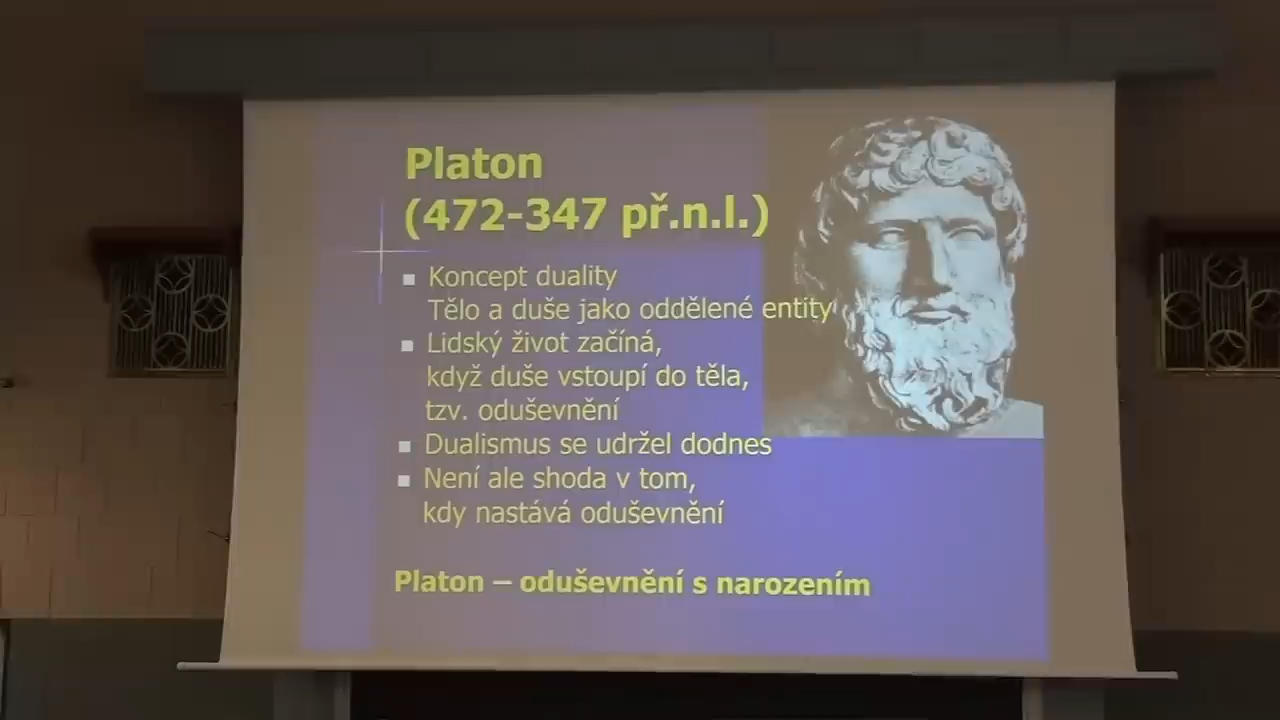 Platon
(472-347 př.n.l.)
Koncept duality
Tělo a duše jako oddělené entity
Lidský život začíná,
když duše vstoupí do těla,
tzv. oduševnění
Dualismus se udržel dodnes
Není ale shoda v tom,
kdy nastává oduševnění
Platon – oduševnění s narozením